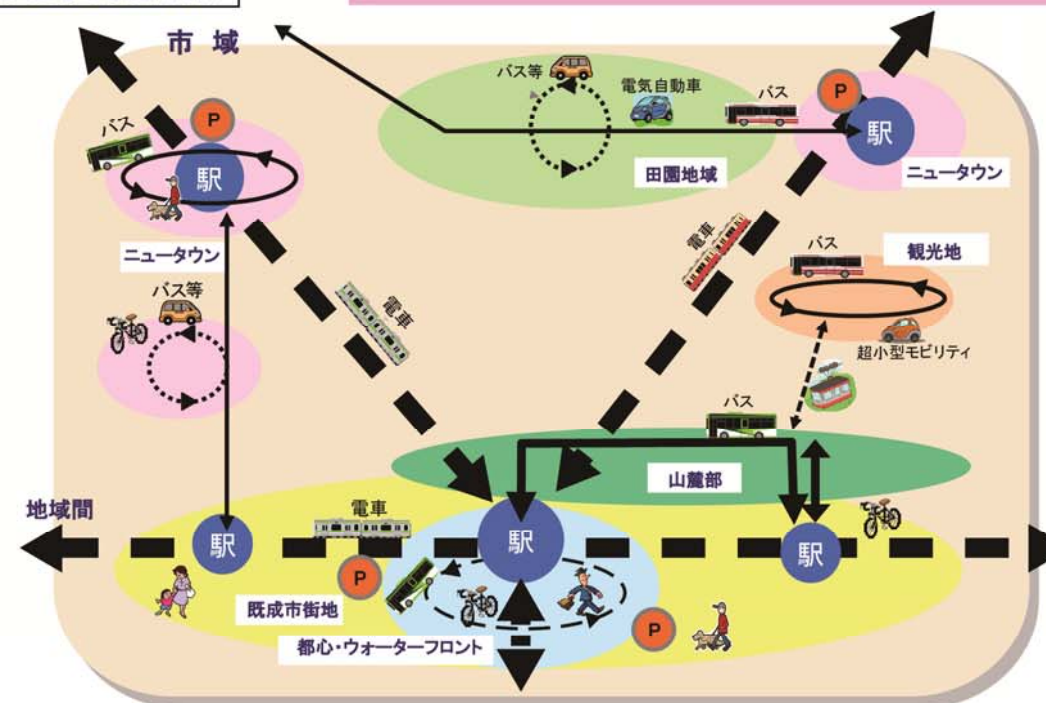 市 域
バス等
電気自動車
バス
P
駅
田園地域
ニュータウン
バス
P
駅
ニュータウン
電車
バス
観光地
超小型モビリティ
バス等
電車
バス
山麓部
地域間
電車
駅
駅
駅
P
既成市街地
都心・ウォーターフロント
P